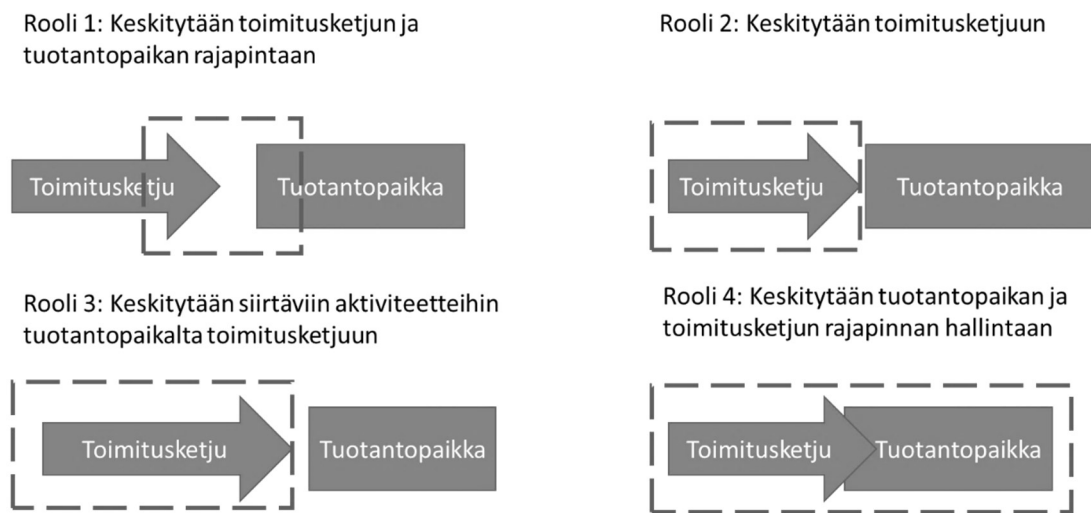 Rooli 1: Keskitytään toimitusketjun ja
tuotantopaikan rajapintaan
Toimitusketju
Tuotantopaikka
Rooli 2: Keskitytään toimitusketjuun
Toimitusketju
Tuotantopaikka
Rooli 3: Keskitytään siirtäviin aktiviteetteihin
tuotantopaikalta toimitusketjuun
Toimitusketju
Tuotantopaikka
Rooli 4: Keskitytään tuotantopaikan ja
toimitusketjun rajapinnan hallintaan
Toimitusketju
Tuotantopaikka